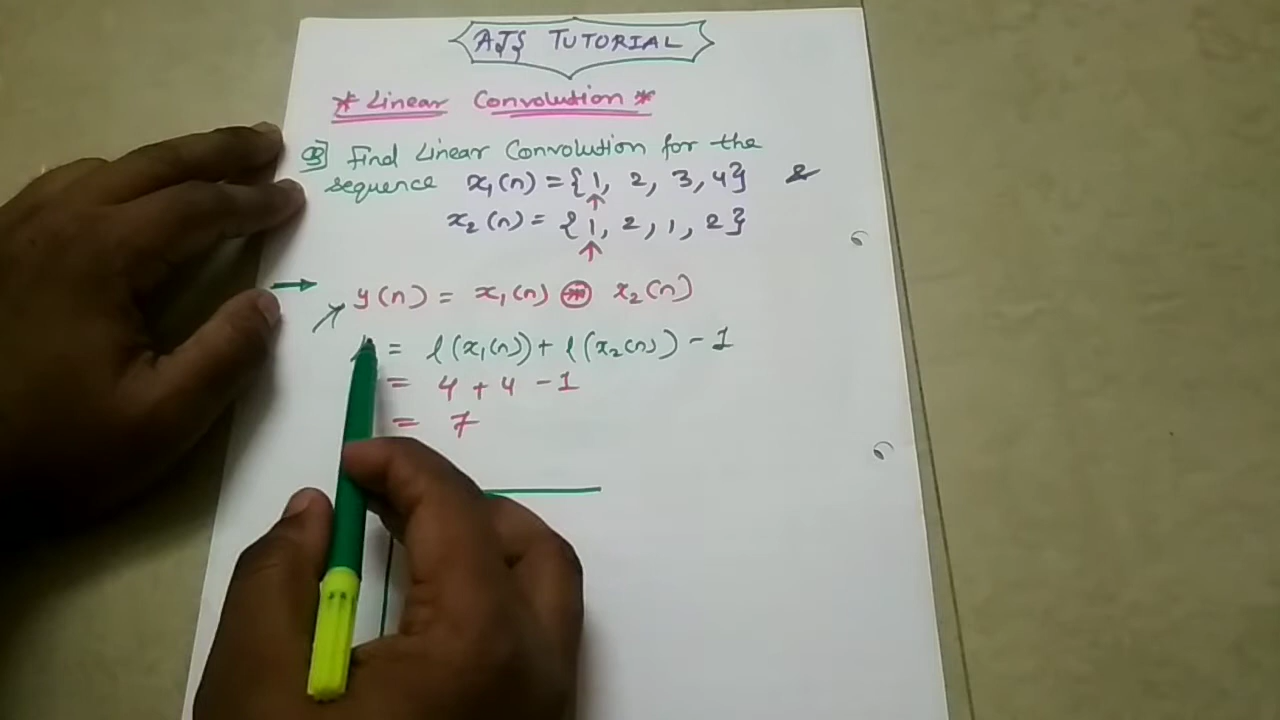 AJS TUTORIAL
* Linear Convolution *
Q] Find Linear Convolution for the
sequence x₁(n) = {1, 2, 3, 4} &
↑
x₂(n) = {1, 2, 1, 2}
↑
→ y(n) = x₁(n) ⊛ x₂(n)
= l(x₁(n)) + l(x₂(n)) - 1
= 4 + 4 - 1
= 7